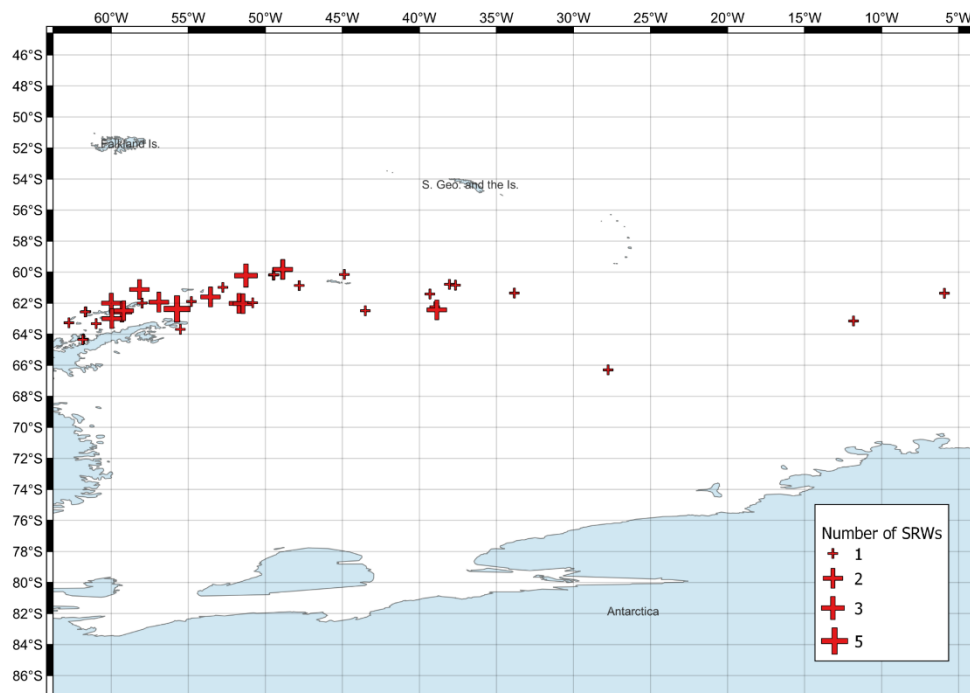 60°W 55°W 50°W 45°W 40°W 35°W 30°W 25°W 20°W 15°W 10°W 5°W
46°S
48°S
50°S
Falkland Is.
52°S
54°S
S. Geo. and the Is.
56°S
58°S
60°S
62°S
64°S
66°S
68°S
70°S
72°S
74°S
76°S
78°S
80°S
82°S
84°S
86°S
Antarctica
Number of SRWs
1
2
3
5